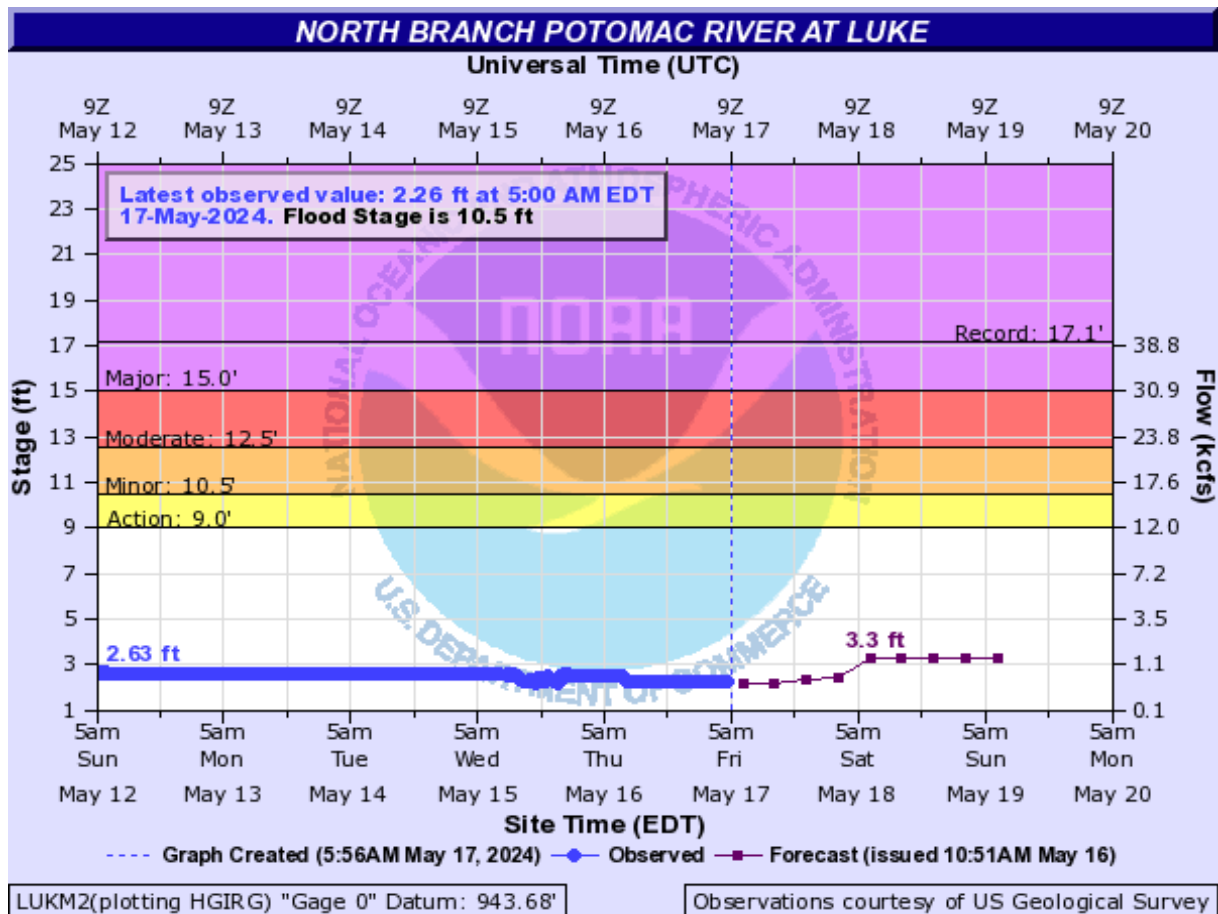 NORTH BRANCH POTOMAC RIVER AT LUKE
Universal Time (UTC)
9Z 9Z 9Z 9Z 9Z 9Z 9Z 9Z 9Z
May 12 May 13 May 14 May 15 May 16 May 17 May 18 May 19 May 20
Latest observed value: 2.26 ft at 5:00 AM EDT
17-May-2024. Flood Stage is 10.5 ft
NATIONAL OCEANIC AND ATMOSPHERIC ADMINISTRATION
NOAA
U.S. DEPARTMENT OF COMMERCE
Stage (ft)
25
23
21
19
17
15
13
11
9
7
5
3
1
Record: 17.1'
Major: 15.0'
Moderate: 12.5'
Minor: 10.5'
Action: 9.0'
2.63 ft
3.3 ft
38.8
30.9
23.8
17.6
12.0
7.2
3.5
1.1
0.1
Flow (kcfs)
5am 5am 5am 5am 5am 5am 5am 5am 5am
Sun Mon Tue Wed Thu Fri Sat Sun Mon
May 12 May 13 May 14 May 15 May 16 May 17 May 18 May 19 May 20
Site Time (EDT)
Graph Created (5:56AM May 17, 2024) Observed Forecast (issued 10:51AM May 16)
LUKM2(plotting HGIRG) "Gage 0" Datum: 943.68'
Observations courtesy of US Geological Survey